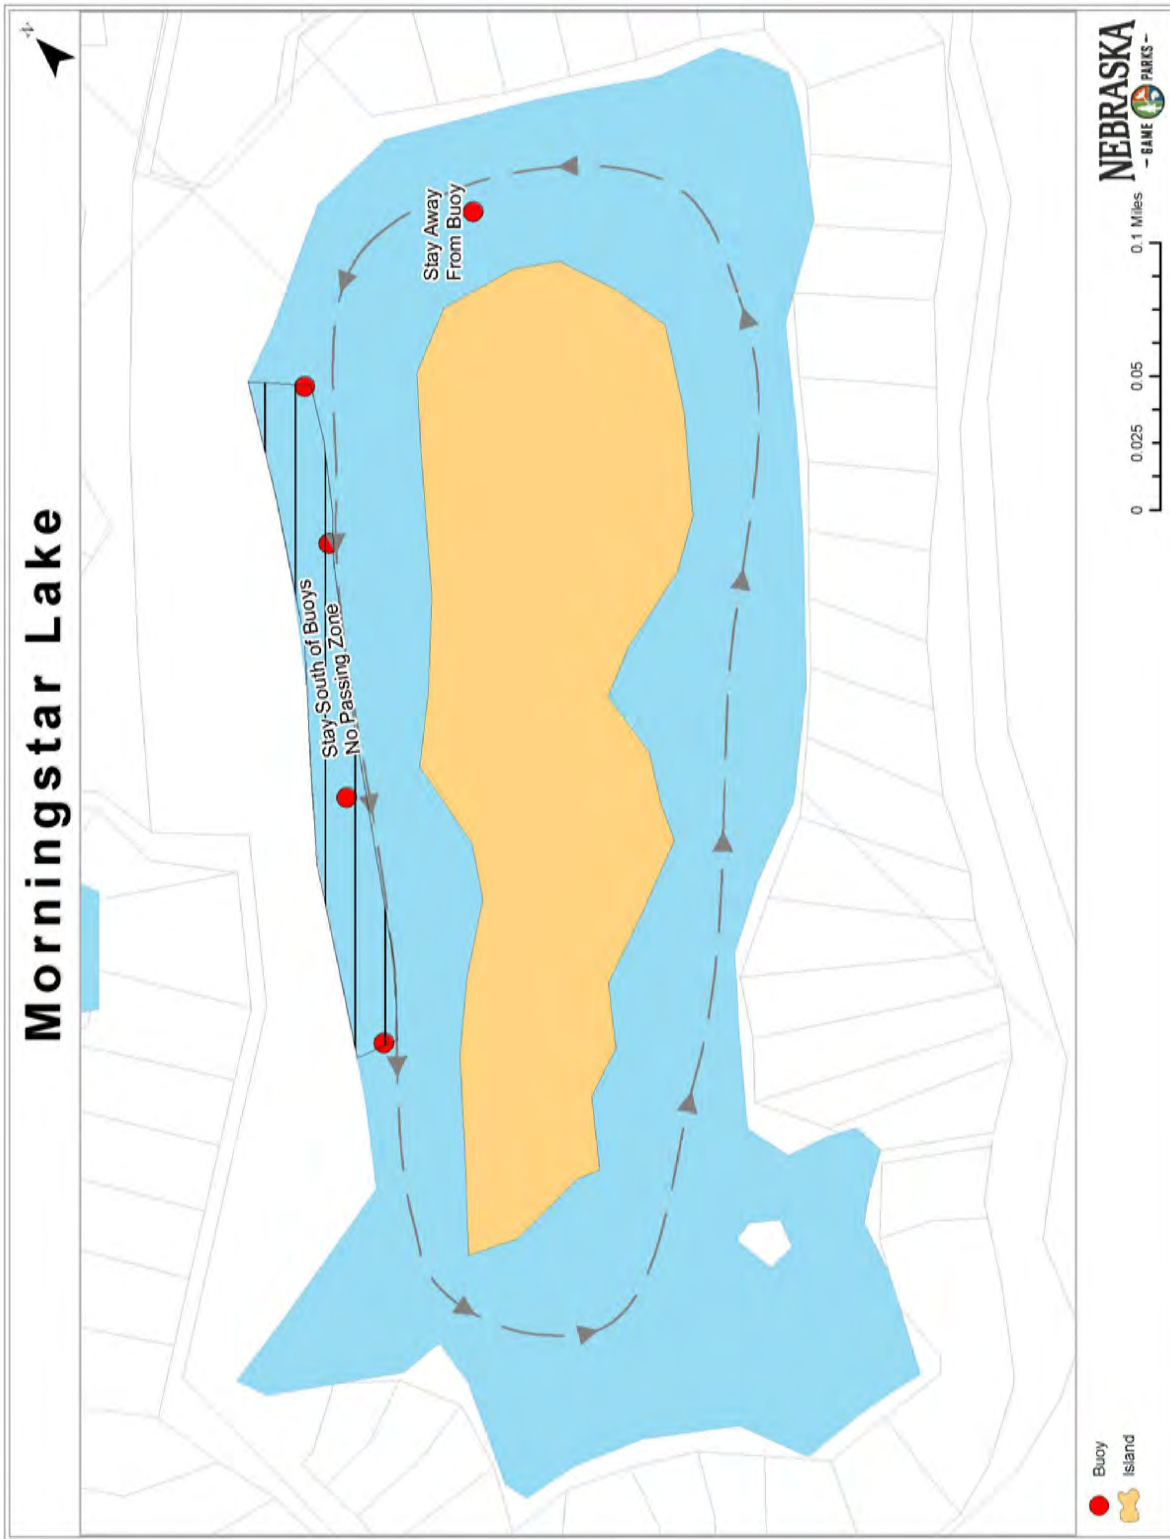 Morningstar Lake
N
Stay Away
From Buoy
Stay South of Buoys
No Passing Zone
Buoy
Island
0 0.025 0.05 0.1 Miles
NEBRASKA
- GAME PARKS -